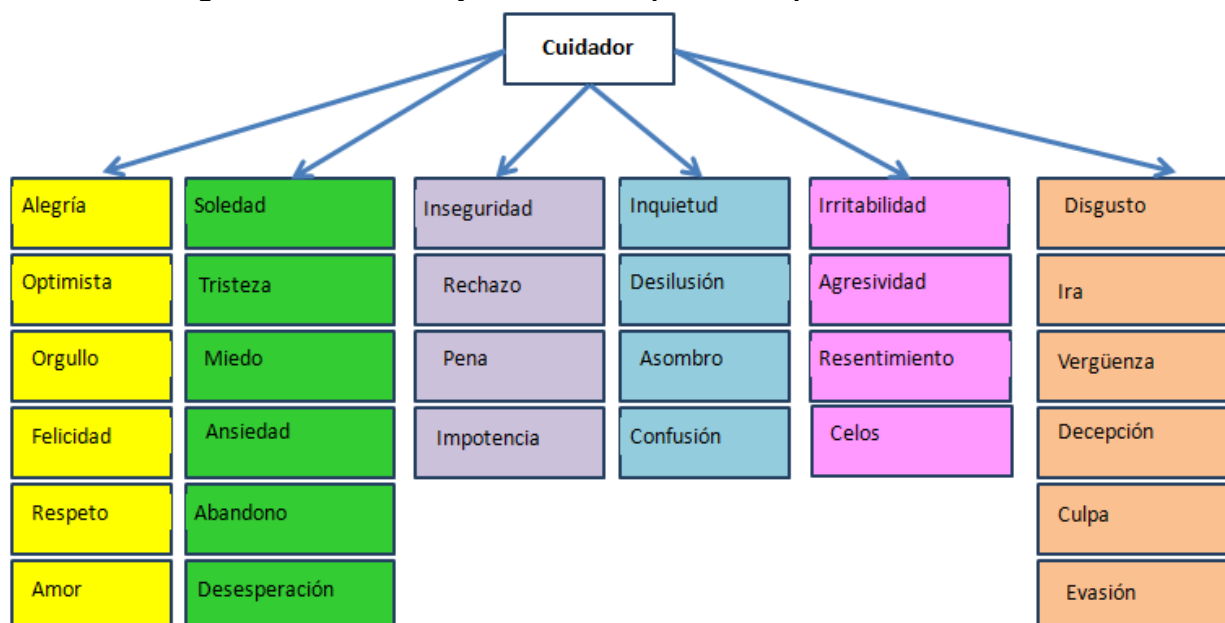 Cuidador
Alegría
Optimista
Orgullo
Felicidad
Respeto
Amor
Soledad
Tristeza
Miedo
Ansiedad
Abandono
Desesperación
Inseguridad
Rechazo
Pena
Impotencia
Inquietud
Desilusión
Asombro
Confusión
Irritabilidad
Agresividad
Resentimiento
Celos
Disgusto
Ira
Vergüenza
Decepción
Culpa
Evasión